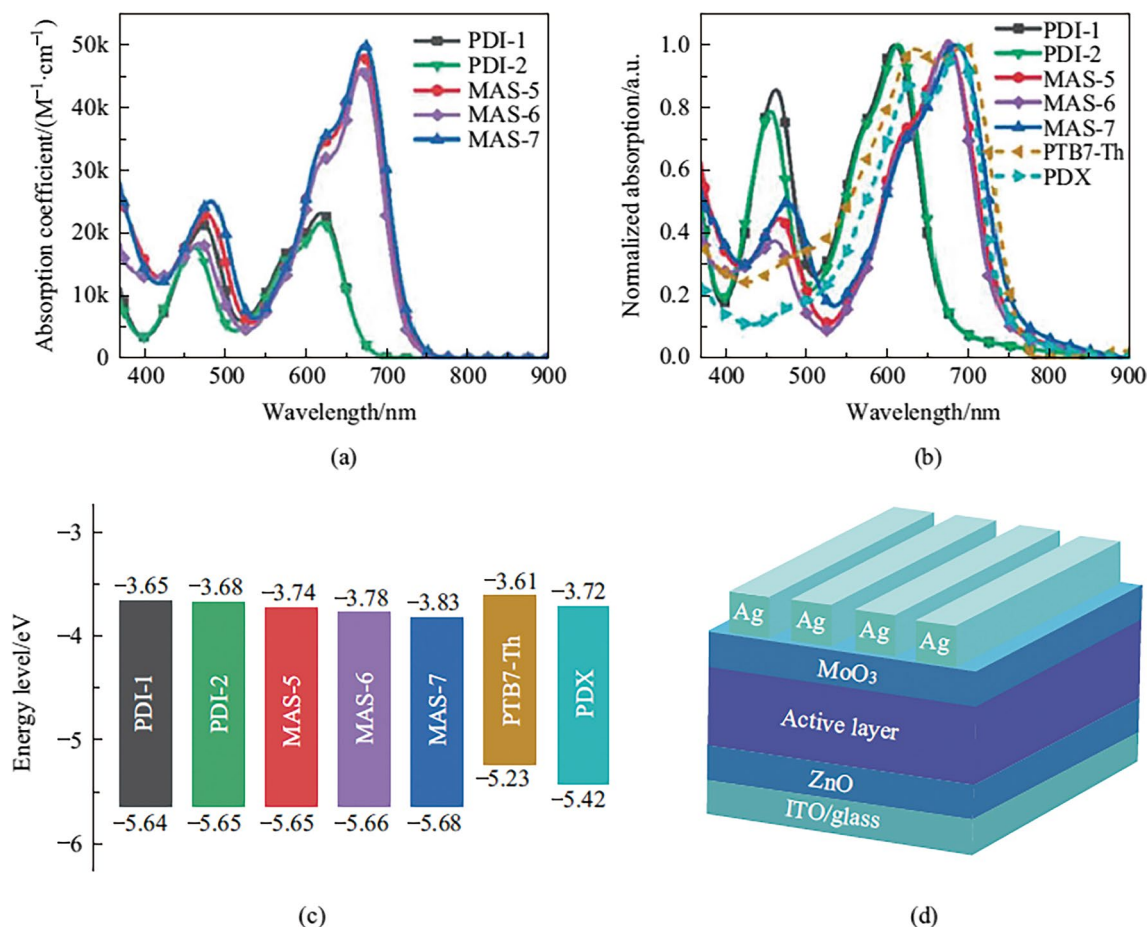 Absorption coefficient/(M⁻¹·cm⁻¹)
50k
40k
30k
20k
10k
0
400 500 600 700 800 900
Wavelength/nm
PDI-1
PDI-2
MAS-5
MAS-6
MAS-7
(a)
Normalized absorption/a.u.
1.0
0.8
0.6
0.4
0.2
0.0
400 500 600 700 800 900
Wavelength/nm
PDI-1
PDI-2
MAS-5
MAS-6
MAS-7
PTB7-Th
PDX
(b)
Energy level/eV
−3
−4
−5
−6
−3.65 −3.68 −3.74 −3.78 −3.83 −3.61 −3.72
PDI-1 PDI-2 MAS-5 MAS-6 MAS-7 PTB7-Th PDX
−5.64 −5.65 −5.65 −5.66 −5.68 −5.23 −5.42
(c)
Ag Ag Ag Ag
MoO₃
Active layer
ZnO
ITO/glass
(d)